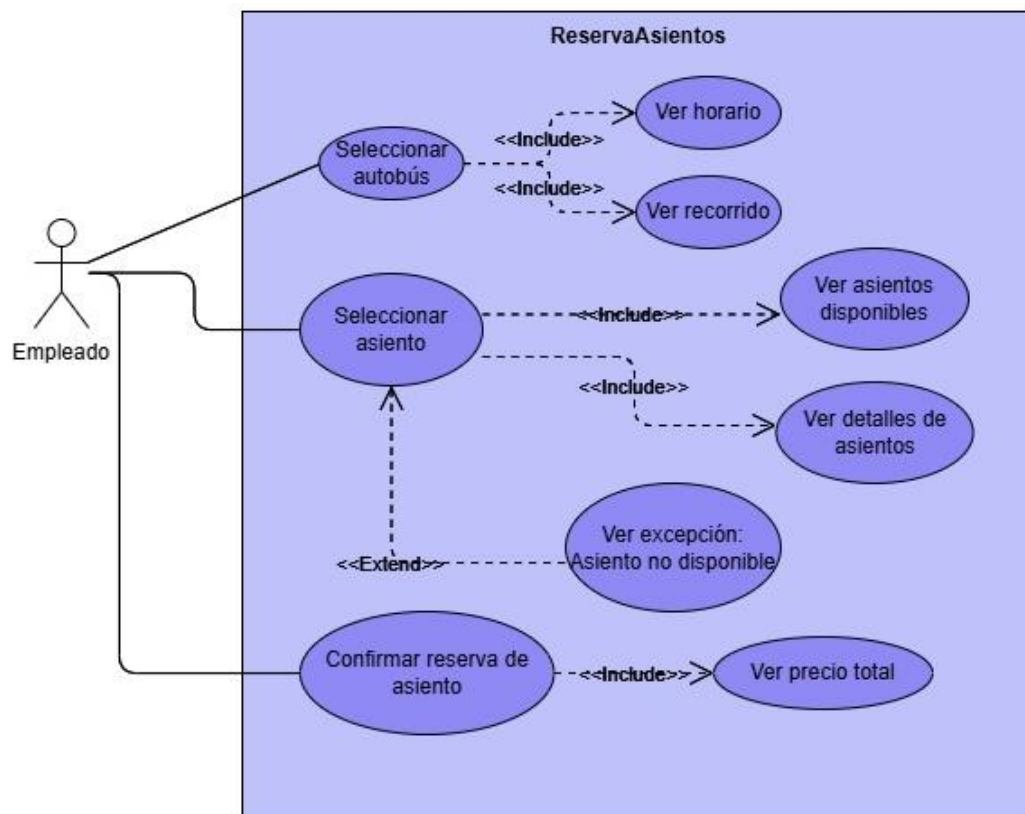 ReservaAsientos
Ver horario
<<Include>>
Seleccionar
autobús
<<Include>>
Ver recorrido
Empleado
Seleccionar
asiento
<<Include>>
Ver asientos
disponibles
<<Include>>
Ver detalles de
asientos
<<Extend>>
Ver excepción:
Asiento no disponible
Confirmar reserva de
asiento
<<Include>>
Ver precio total